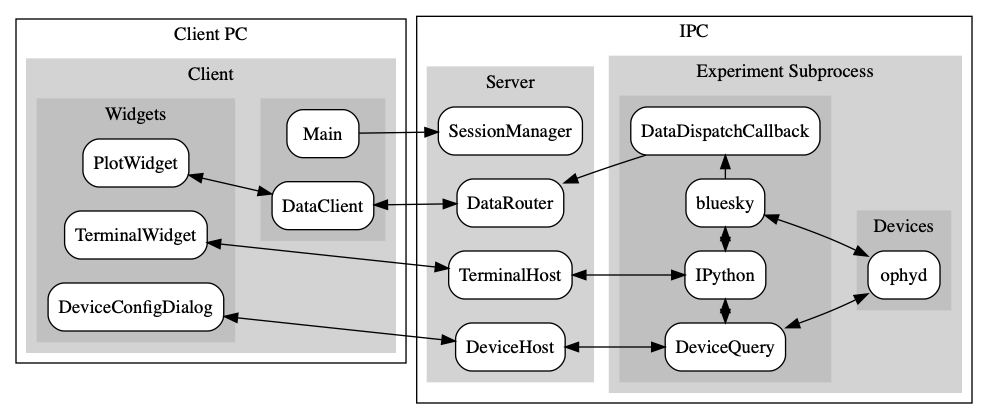 Client PC
Client
Widgets
PlotWidget
TerminalWidget
DeviceConfigDialog
Main
DataClient
IPC
Server
SessionManager
DataRouter
TerminalHost
DeviceHost
Experiment Subprocess
DataDispatchCallback
bluesky
IPython
DeviceQuery
Devices
ophyd